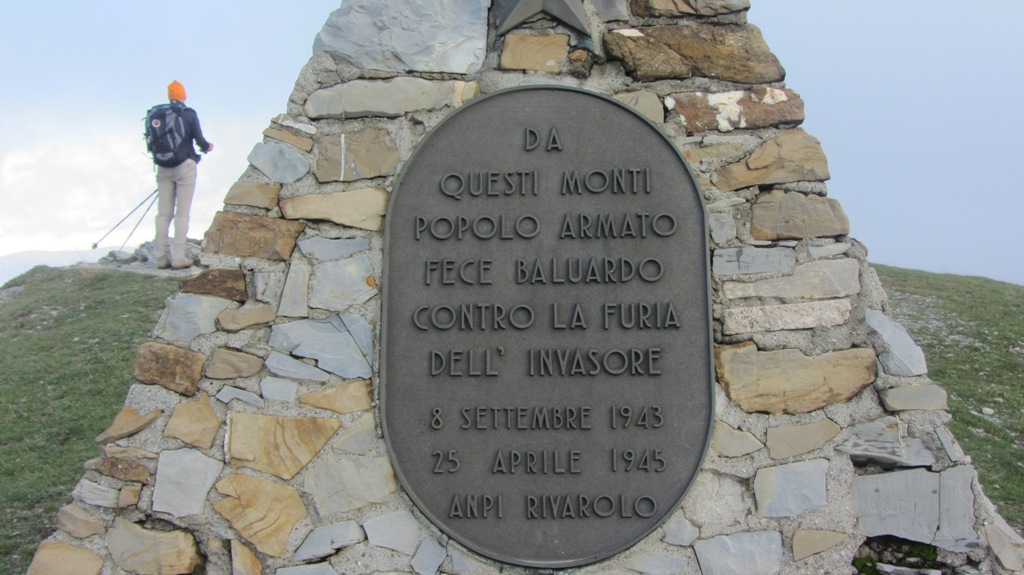 DA
QUESTI MONTI
POPOLO ARMATO
FECE BALUARDO
CONTRO LA FURIA
DELL' INVASORE
8 SETTEMBRE 1943
25 APRILE 1945
ANPI RIVAROLO